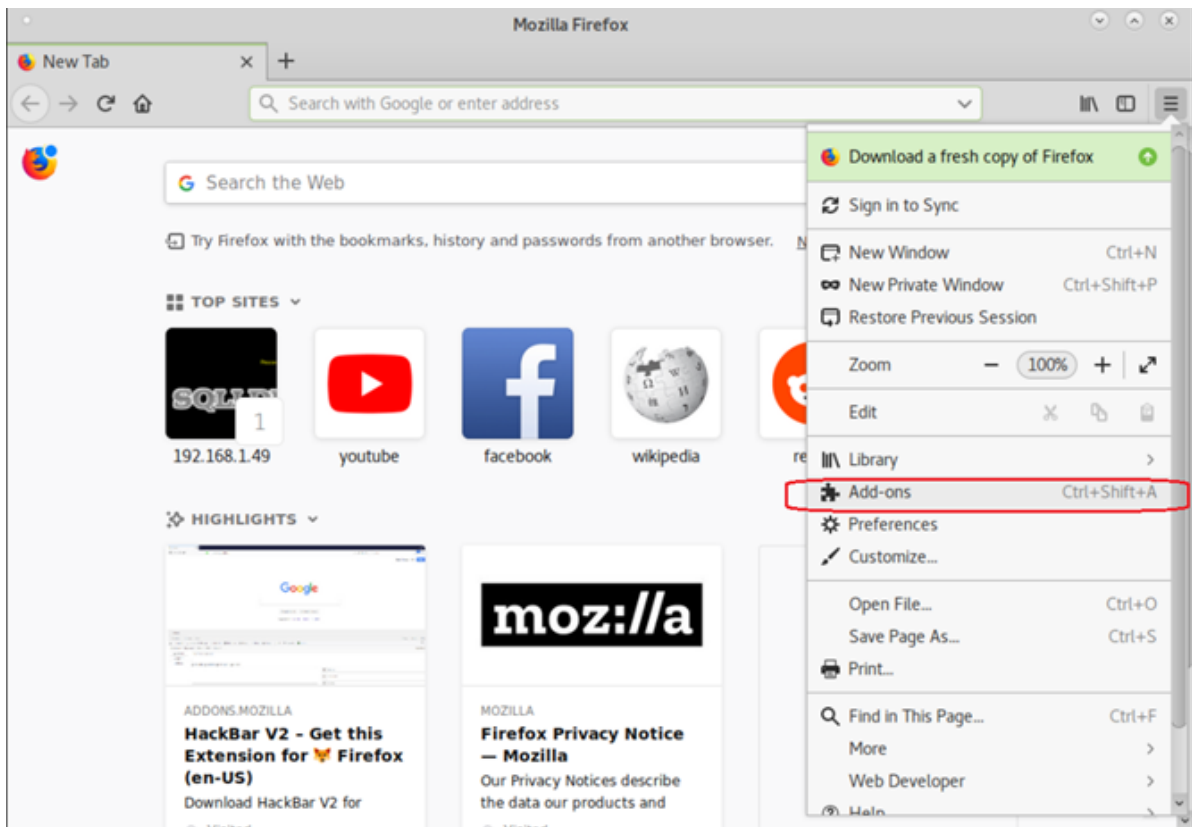 Mozilla Firefox
New Tab
Search with Google or enter address
Download a fresh copy of Firefox
Sign in to Sync
New Window Ctrl+N
New Private Window Ctrl+Shift+P
Restore Previous Session
Zoom 100%
Edit
Library
Add-ons Ctrl+Shift+A
Preferences
Customize...
Open File... Ctrl+O
Save Page As... Ctrl+S
Print...
Find in This Page... Ctrl+F
More
Web Developer
Help
Search the Web
Try Firefox with the bookmarks, history and passwords from another browser.
TOP SITES
1
192.168.1.49
youtube
facebook
wikipedia
HIGHLIGHTS
Google
moz://a
ADDONS.MOZILLA
HackBar V2 – Get this
Extension for 🦊 Firefox
(en-US)
Download HackBar V2 for
MOZILLA
Firefox Privacy Notice
— Mozilla
Our Privacy Notices describe
the data our products and